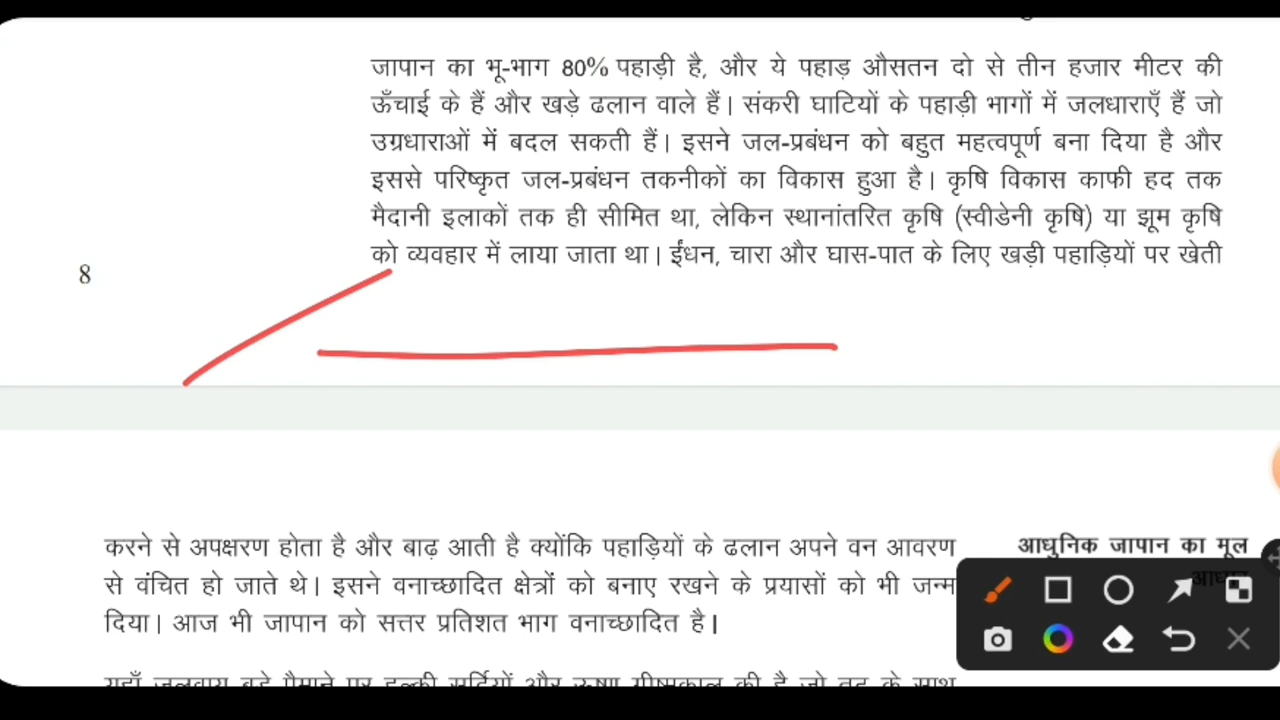 जापान का भू-भाग 80% पहाड़ी है, और ये पहाड़ औसतन दो से तीन हजार मीटर की
ऊँचाई के हैं और खड़े ढलान वाले हैं। संकरी घाटियों के पहाड़ी भागों में जलधाराएँ हैं जो
उग्रधाराओं में बदल सकती हैं। इसने जल-प्रबंधन को बहुत महत्वपूर्ण बना दिया है और
इससे परिष्कृत जल-प्रबंधन तकनीकों का विकास हुआ है। कृषि विकास काफी हद तक
मैदानी इलाकों तक ही सीमित था, लेकिन स्थानांतरित कृषि (स्वीडेनी कृषि) या झूम कृषि
को व्यवहार में लाया जाता था। ईंधन, चारा और घास-पात के लिए खड़ी पहाड़ियों पर खेती
8
करने से अपक्षरण होता है और बाढ़ आती है क्योंकि पहाड़ियों के ढलान अपने वन आवरण
से वंचित हो जाते थे। इसने वनाच्छादित क्षेत्रों को बनाए रखने के प्रयासों को भी जन्म
दिया। आज भी जापान को सत्तर प्रतिशत भाग वनाच्छादित है।
आधुनिक जापान का मूल
आधार